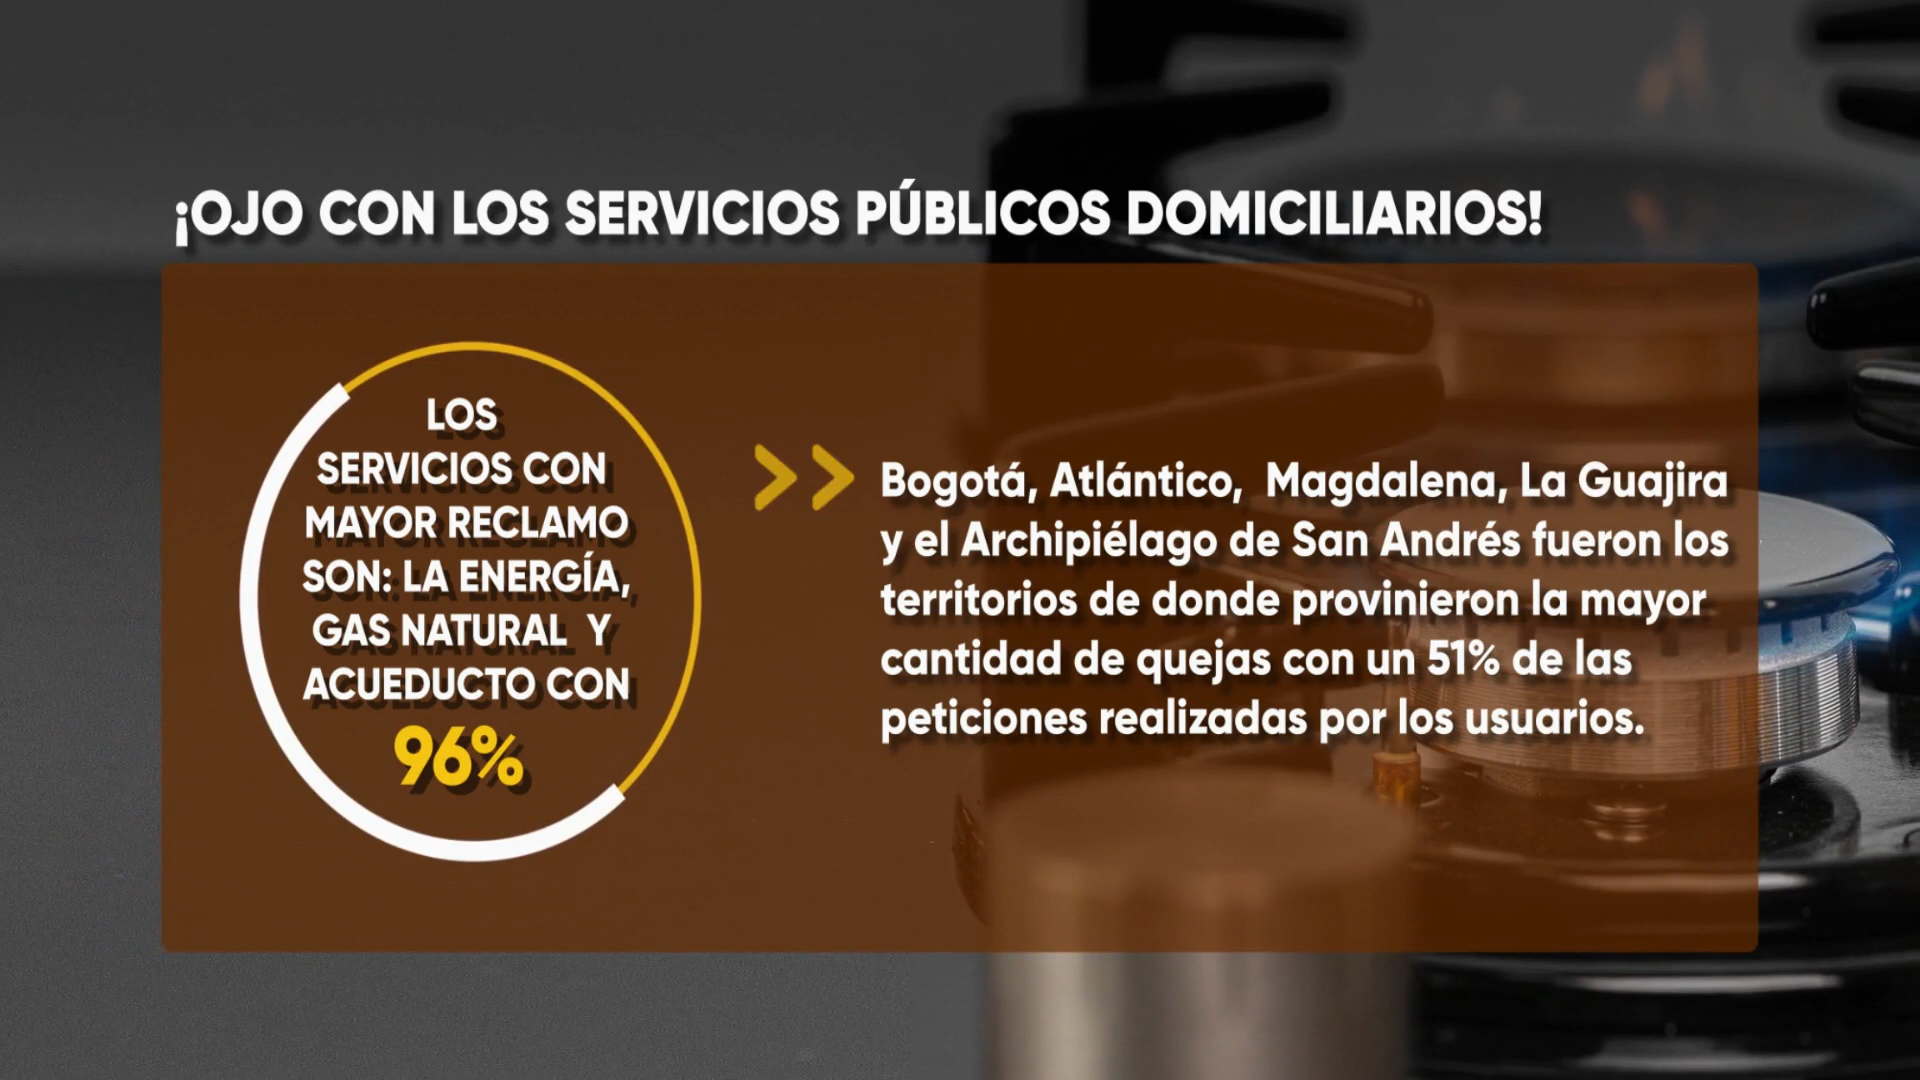 ¡OJO CON LOS SERVICIOS PÚBLICOS DOMICILIARIOS!
LOS
SERVICIOS CON
MAYOR RECLAMO
SON: LA ENERGÍA,
GAS NATURAL Y
ACUEDUCTO CON
96%
Bogotá, Atlántico, Magdalena, La Guajira
y el Archipiélago de San Andrés fueron los
territorios de donde provinieron la mayor
cantidad de quejas con un 51% de las
peticiones realizadas por los usuarios.